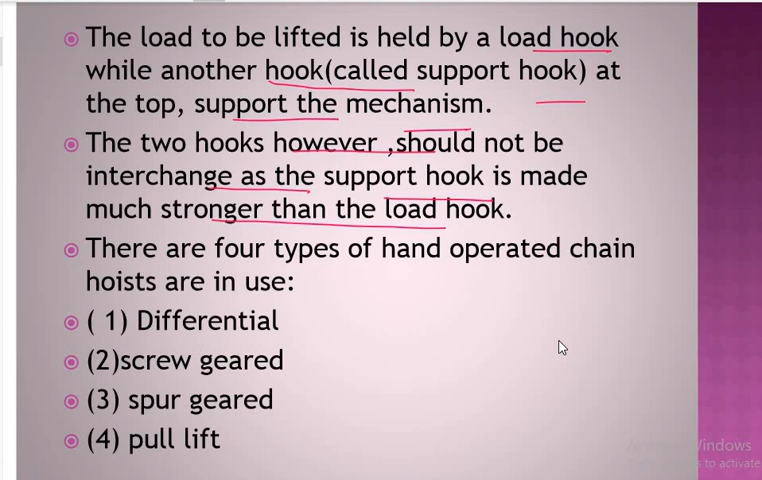 The load to be lifted is held by a load hook
while another hook(called support hook) at
the top, support the mechanism.
The two hooks however ,should not be
interchange as the support hook is made
much stronger than the load hook.
There are four types of hand operated chain
hoists are in use:
( 1) Differential
(2)screw geared
(3) spur geared
(4) pull lift
Windows
to activate